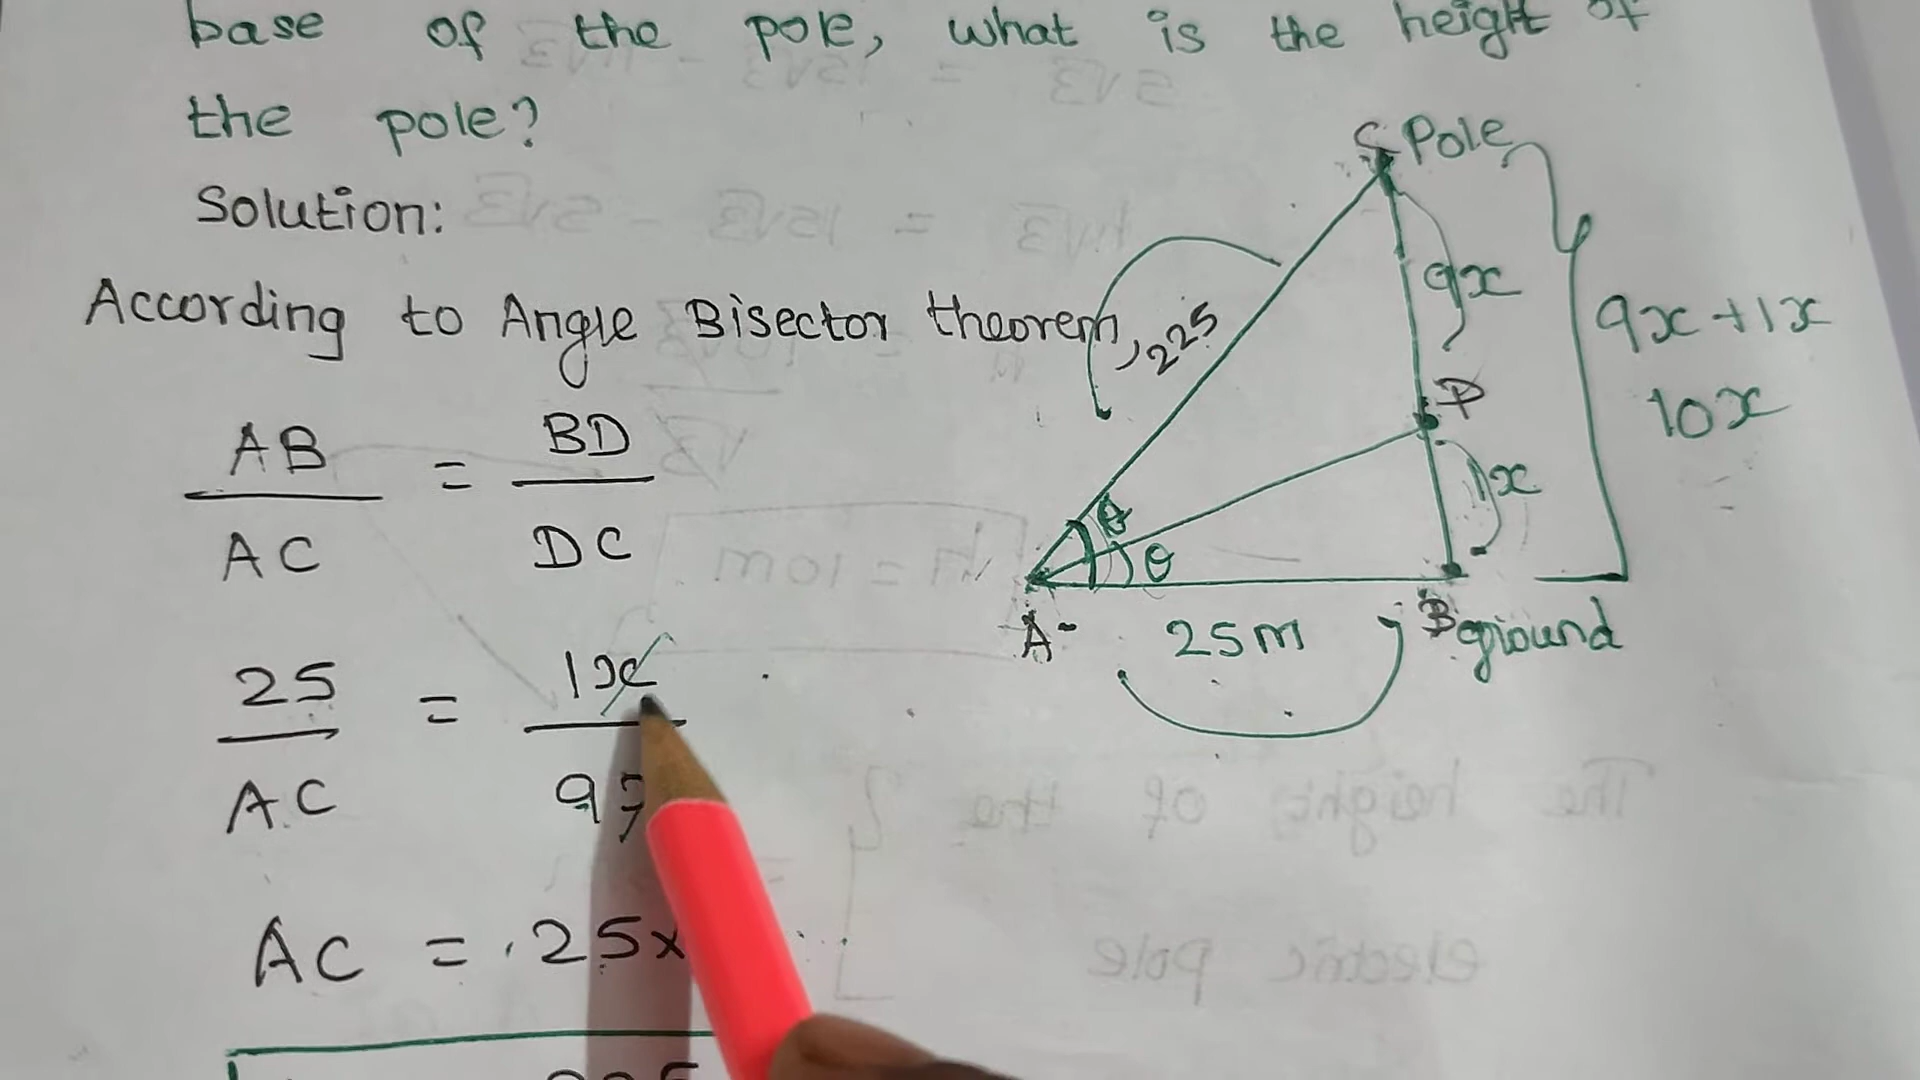 base of the pole, what is the height of
the pole?
Solution:
According to Angle Bisector theorem,
AB = BD
AC DC
25 = 1x
AC 9
AC = 25x
C Pole
9x
D
1x
9x+1x
10x
225
θ
θ
A
25m
B ground